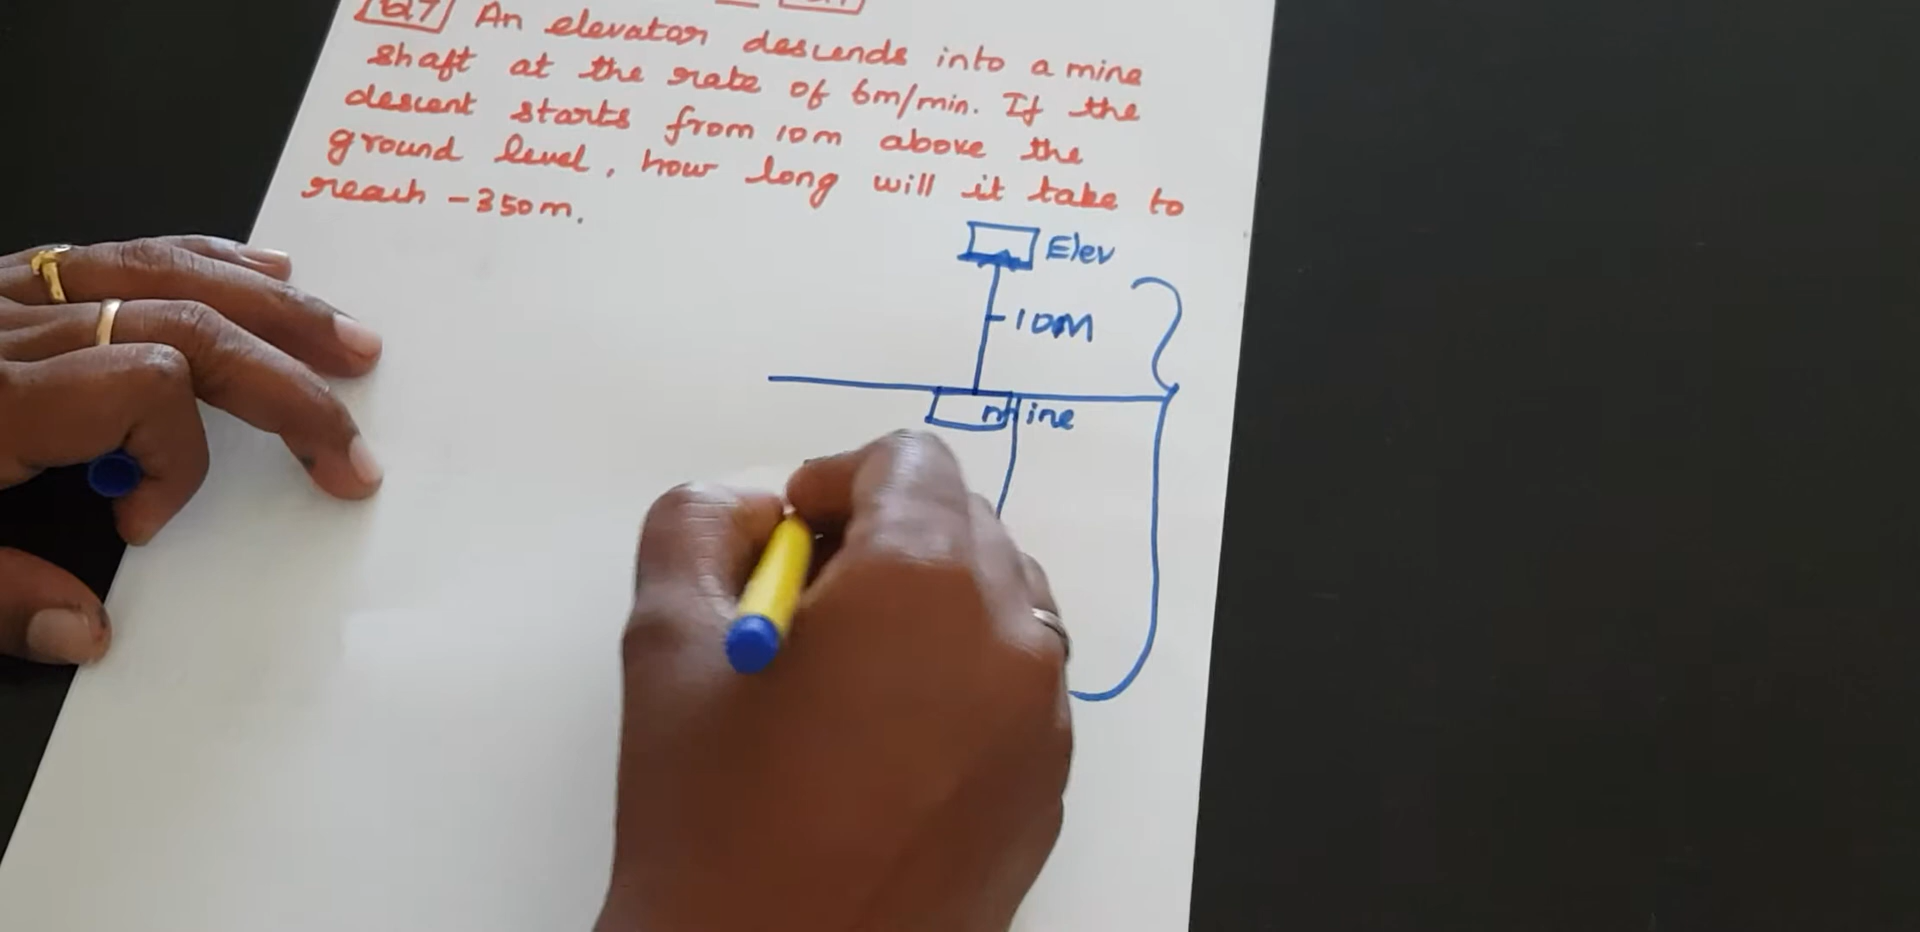 Q7 An elevator descends into a mine
shaft at the rate of 6m/min. If the
descent starts from 10m above the
ground level, how long will it take to
reach -350m.
Elev
10M
mine